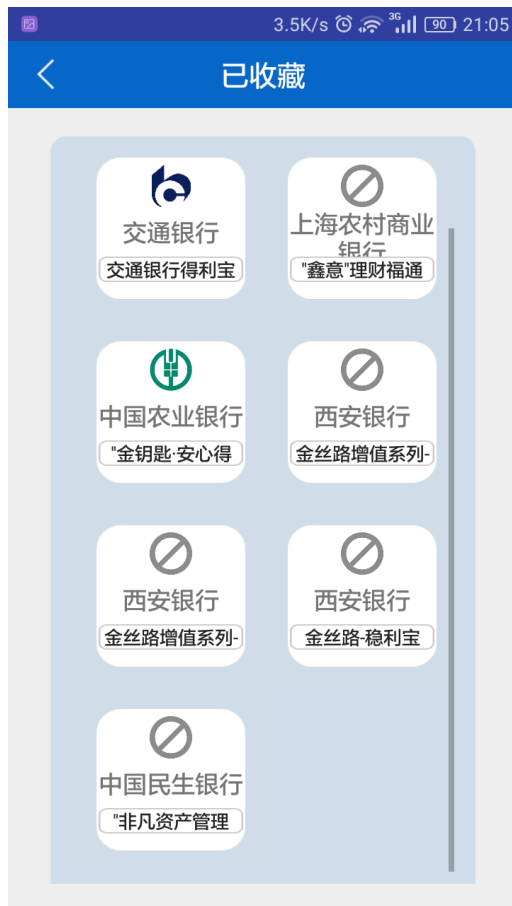 3.5K/s 3G 90 21:05
已收藏
交通银行
交通银行得利宝
上海农村商业
银行
"鑫意"理财福通
中国农业银行
"金钥匙·安心得
西安银行
金丝路增值系列-
西安银行
金丝路增值系列-
西安银行
金丝路-稳利宝
中国民生银行
"非凡资产管理